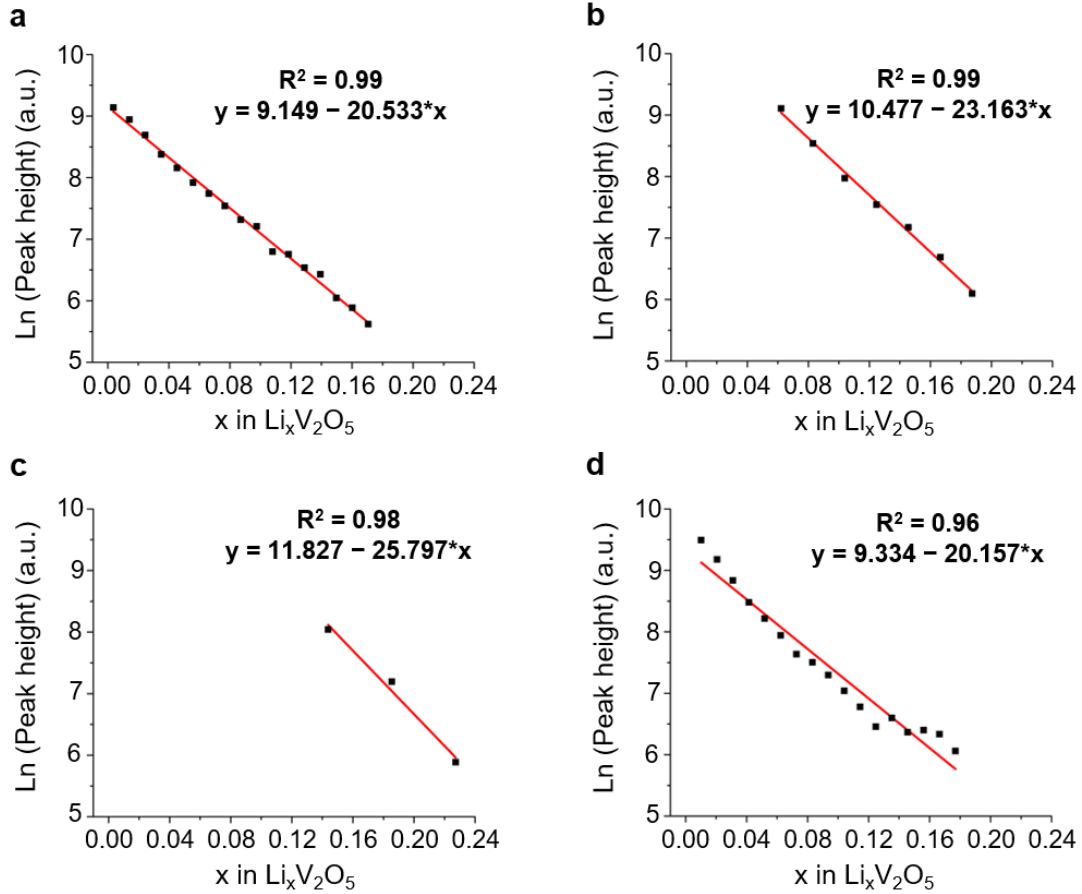 a
R² = 0.99
y = 9.149 − 20.533*x
Ln (Peak height) (a.u.)
10
9
8
7
6
5
0.00 0.04 0.08 0.12 0.16 0.20 0.24
x in LiₓV₂O₅
b
R² = 0.99
y = 10.477 − 23.163*x
Ln (Peak height) (a.u.)
10
9
8
7
6
5
0.00 0.04 0.08 0.12 0.16 0.20 0.24
x in LiₓV₂O₅
c
R² = 0.98
y = 11.827 − 25.797*x
Ln (Peak height) (a.u.)
10
9
8
7
6
5
0.00 0.04 0.08 0.12 0.16 0.20 0.24
x in LiₓV₂O₅
d
R² = 0.96
y = 9.334 − 20.157*x
Ln (Peak height) (a.u.)
10
9
8
7
6
5
0.00 0.04 0.08 0.12 0.16 0.20 0.24
x in LiₓV₂O₅